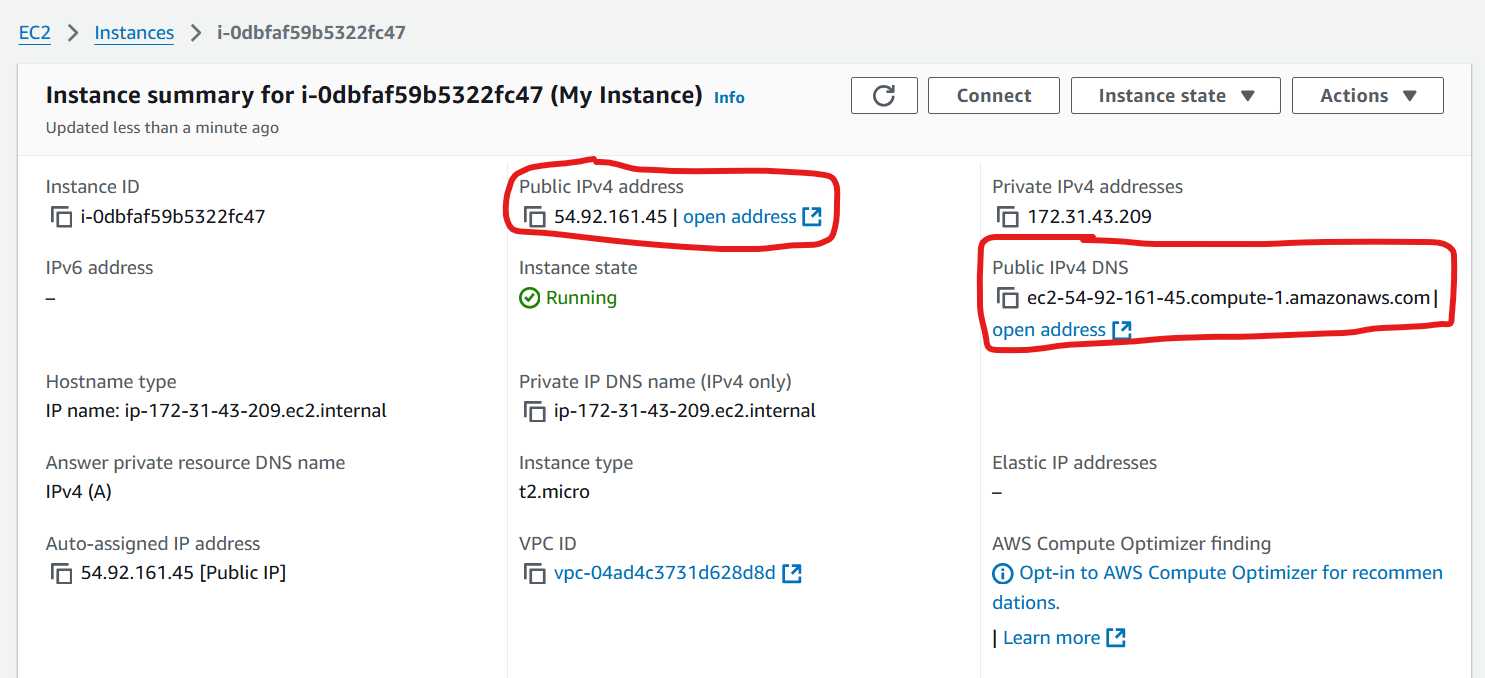 EC2 > Instances > i-0dbfaf59b5322fc47
Instance summary for i-0dbfaf59b5322fc47 (My Instance) Info
Updated less than a minute ago
Connect
Instance state
Actions
Instance ID
i-0dbfaf59b5322fc47
Public IPv4 address
54.92.161.45 | open address
Private IPv4 addresses
172.31.43.209
IPv6 address
–
Instance state
Running
Public IPv4 DNS
ec2-54-92-161-45.compute-1.amazonaws.com |
open address
Hostname type
IP name: ip-172-31-43-209.ec2.internal
Private IP DNS name (IPv4 only)
ip-172-31-43-209.ec2.internal
Answer private resource DNS name
IPv4 (A)
Instance type
t2.micro
Elastic IP addresses
–
Auto-assigned IP address
54.92.161.45 [Public IP]
VPC ID
vpc-04ad4c3731d628d8d
AWS Compute Optimizer finding
Opt-in to AWS Compute Optimizer for recommen
dations.
| Learn more